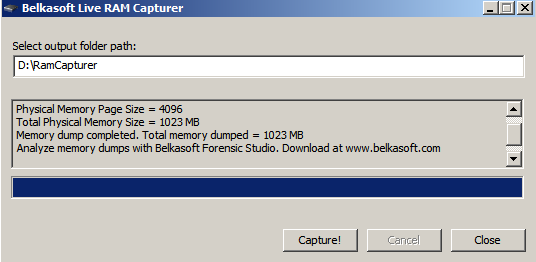 Belkasoft Live RAM Capturer
Select output folder path:
D:\RamCapturer
Physical Memory Page Size = 4096
Total Physical Memory Size = 1023 MB
Memory dump completed. Total memory dumped = 1023 MB
Analyze memory dumps with Belkasoft Forensic Studio. Download at www.belkasoft.com
Capture!
Cancel
Close